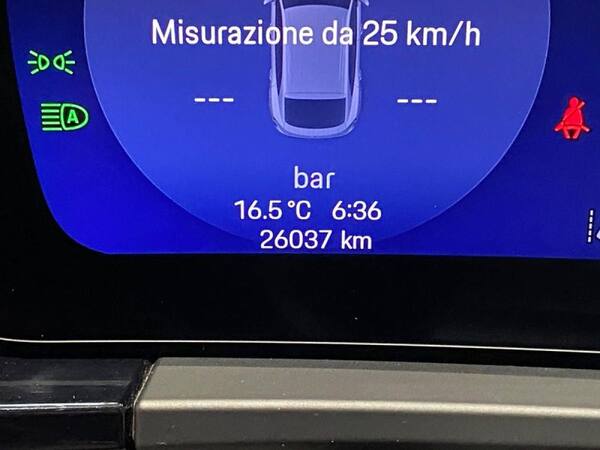 Misurazione da 25 km/h
--- ---
A
bar
16.5°C 6:36
26037 km